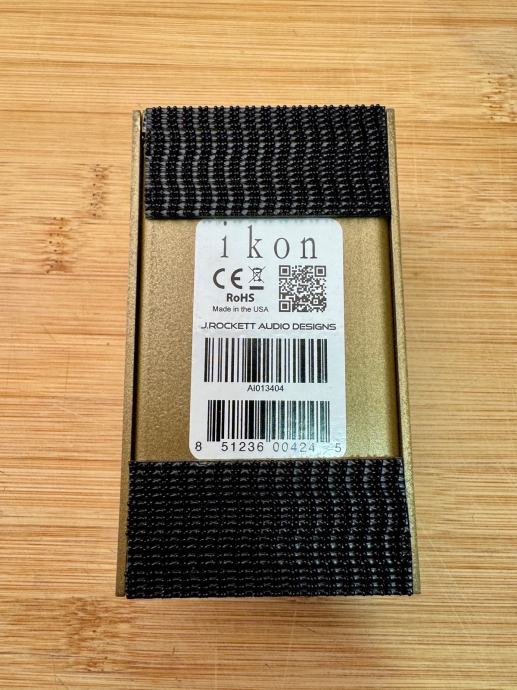 ikon
CE
RoHS
Made in the USA
J.ROCKETT AUDIO DESIGNS
AI013404
8 51236 00424 5